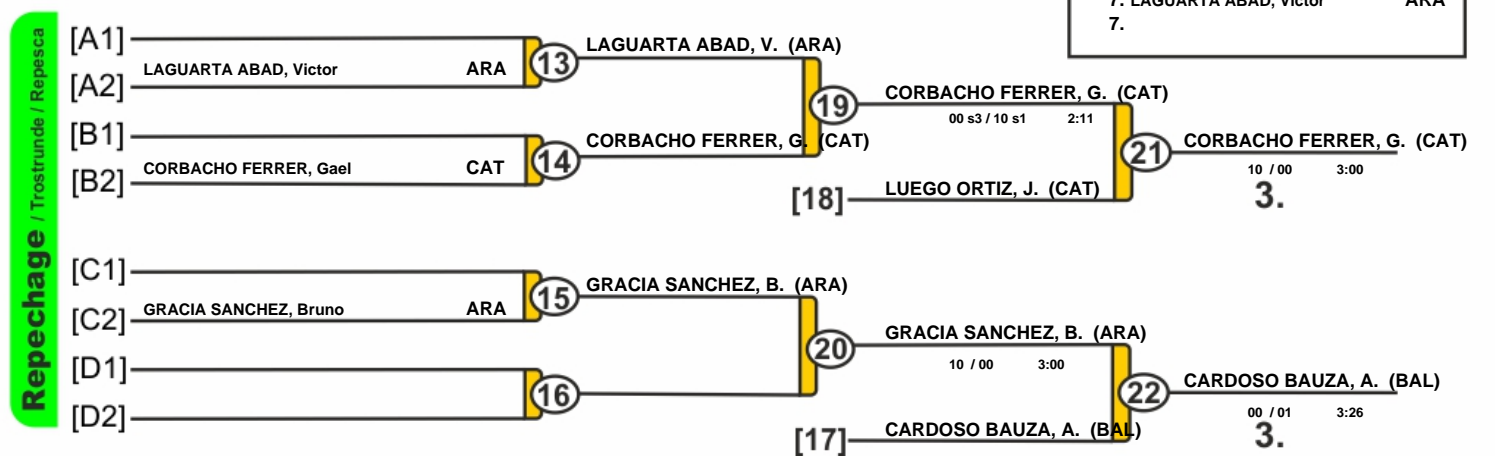 7. LAGUARTA ABAD, Victor ARA
7.
Repechage / Trostrunde / Repesca
[A1]
LAGUARTA ABAD, Victor ARA
[A2]
13
LAGUARTA ABAD, V. (ARA)
[B1]
CORBACHO FERRER, Gael CAT
[B2]
14
CORBACHO FERRER, G. (CAT)
19
CORBACHO FERRER, G. (CAT)
00 s3 / 10 s1 2:11
[18]
LUEGO ORTIZ, J. (CAT)
21
CORBACHO FERRER, G. (CAT)
10 / 00 3:00
3.
[C1]
GRACIA SANCHEZ, Bruno ARA
[C2]
15
GRACIA SANCHEZ, B. (ARA)
[D1]
[D2]
16
20
GRACIA SANCHEZ, B. (ARA)
10 / 00 3:00
[17]
CARDOSO BAUZA, A. (BAL)
22
CARDOSO BAUZA, A. (BAL)
00 / 01 3:26
3.